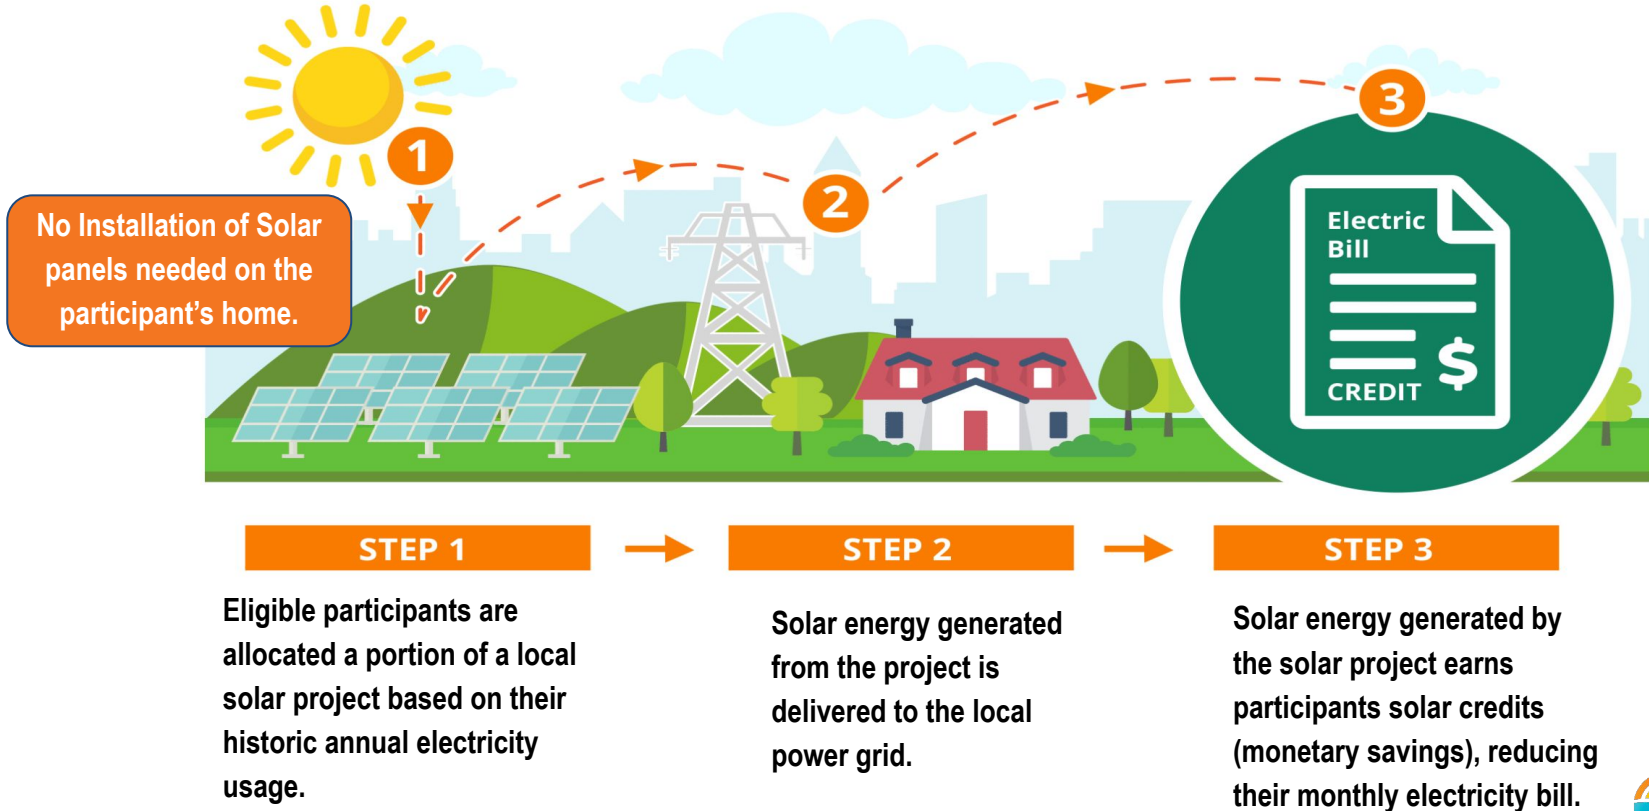 1
2
3
No Installation of Solar
panels needed on the
participant's home.
Electric
Bill
$
CREDIT
STEP 1
STEP 2
STEP 3
Eligible participants are
allocated a portion of a local
solar project based on their
historic annual electricity
usage.
Solar energy generated
from the project is
delivered to the local
power grid.
Solar energy generated by
the solar project earns
participants solar credits
(monetary savings), reducing
their monthly electricity bill.